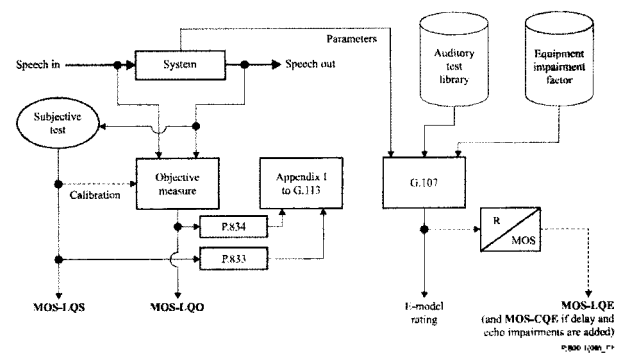 Parameters
Speech in
System
Speech out
Auditory
test
library
Equipment
impairment
factor
Subjective
test
Calibration
Objective
measure
Appendix I
to G.113
G.107
P.834
P.833
R
MOS
MOS-LQS
MOS-LQO
E-model
rating
MOS-LQE
(and MOS-CQE if delay and
echo impairments are added)